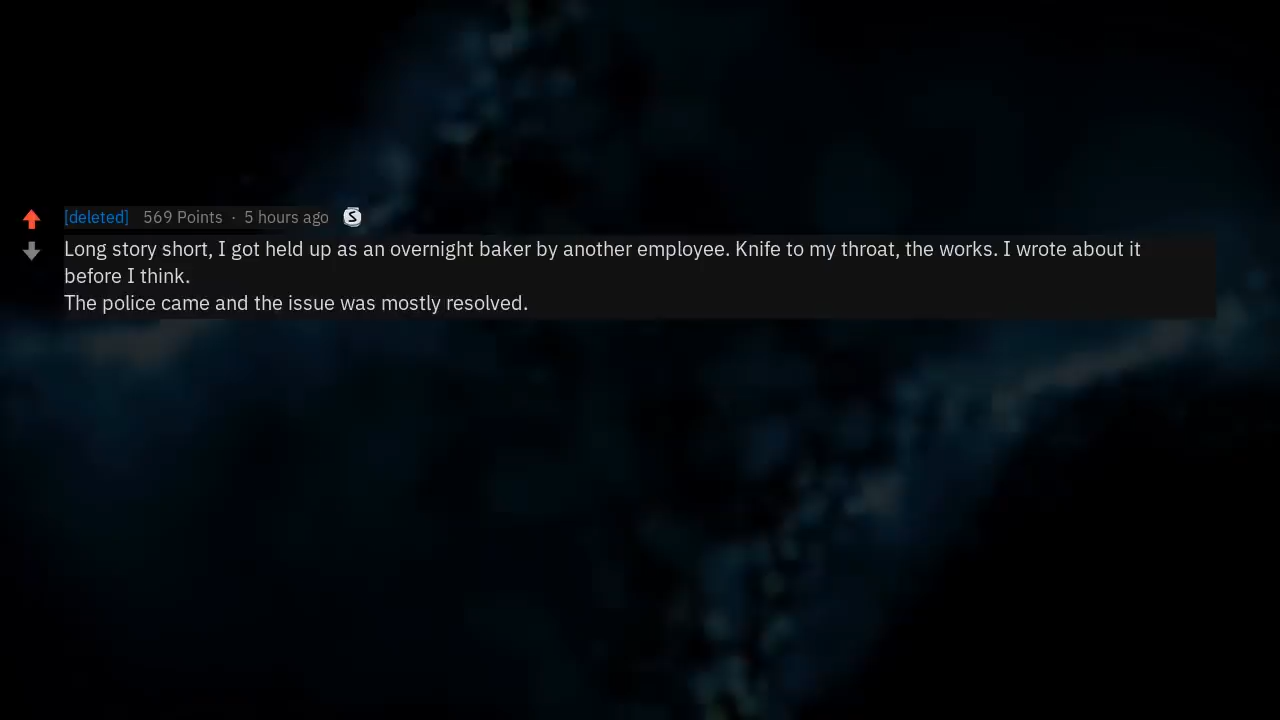 [deleted] 569 Points · 5 hours ago S
Long story short, I got held up as an overnight baker by another employee. Knife to my throat, the works. I wrote about it
before I think.
The police came and the issue was mostly resolved.